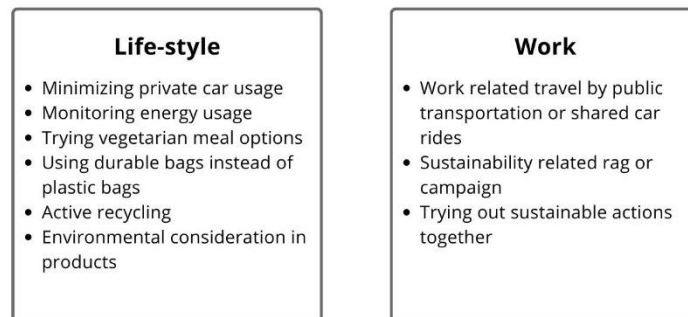 Life-style
• Minimizing private car usage
• Monitoring energy usage
• Trying vegetarian meal options
• Using durable bags instead of
plastic bags
• Active recycling
• Environmental consideration in
products
Work
• Work related travel by public
transportation or shared car
rides
• Sustainability related rag or
campaign
• Trying out sustainable actions
together